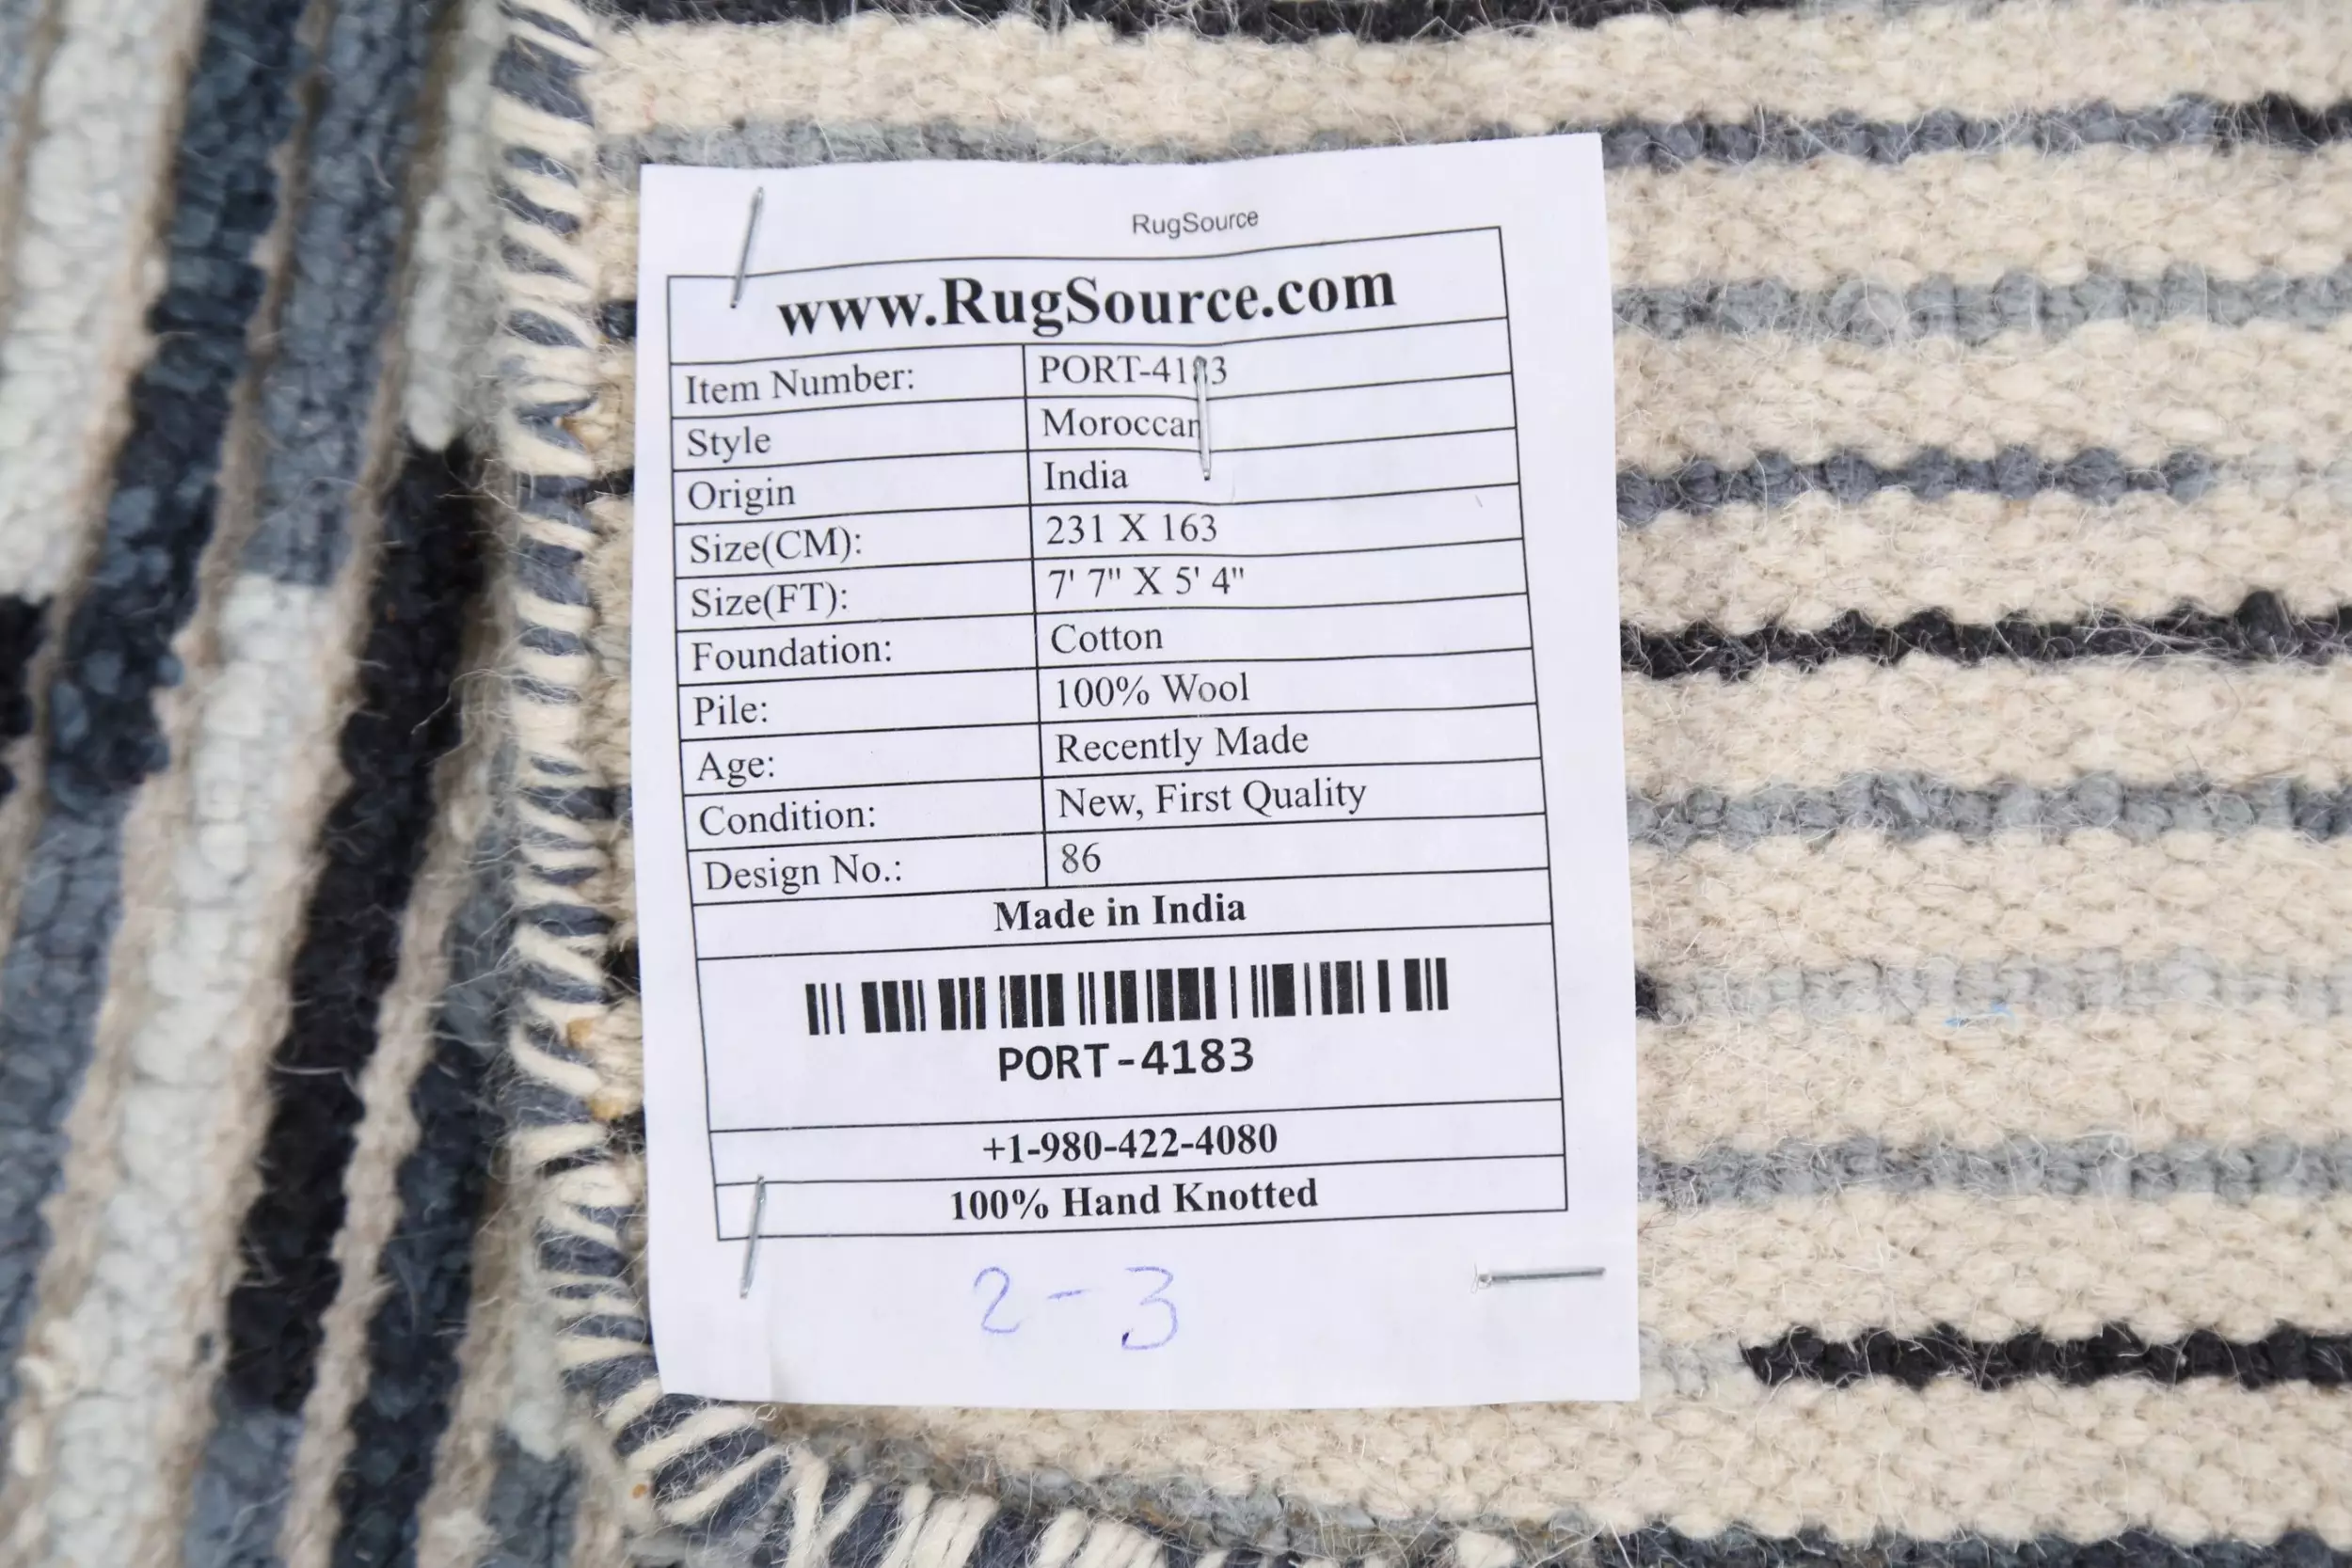 RugSource
www.RugSource.com
Item Number: PORT-4183
Style Moroccan
Origin India
Size(CM): 231 X 163
Size(FT): 7' 7" X 5' 4"
Foundation: Cotton
Pile: 100% Wool
Age: Recently Made
Condition: New, First Quality
Design No.: 86
Made in India
PORT-4183
+1-980-422-4080
100% Hand Knotted
2-3